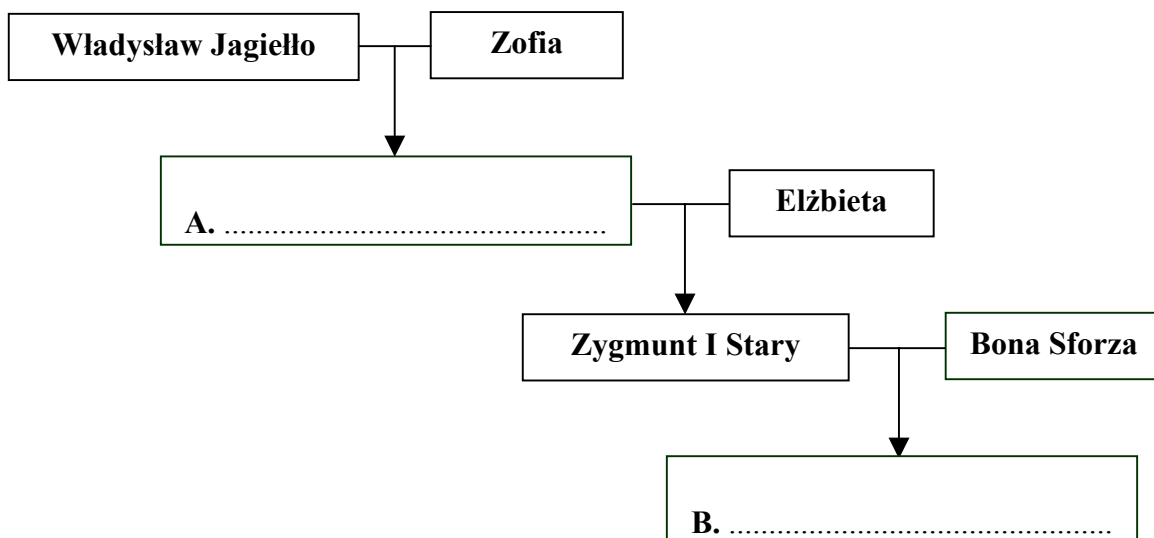 Władysław Jagiełło
Zofia
A. ................................................
Elżbieta
Zygmunt I Stary
Bona Sforza
B. ................................................